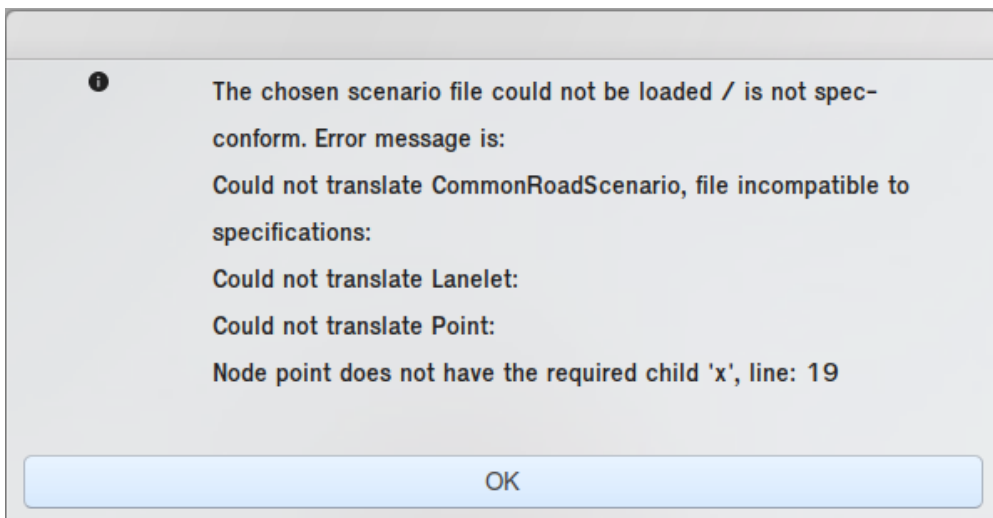 The chosen scenario file could not be loaded / is not spec-
conform. Error message is:
Could not translate CommonRoadScenario, file incompatible to
specifications:
Could not translate Lanelet:
Could not translate Point:
Node point does not have the required child 'x', line: 19
OK